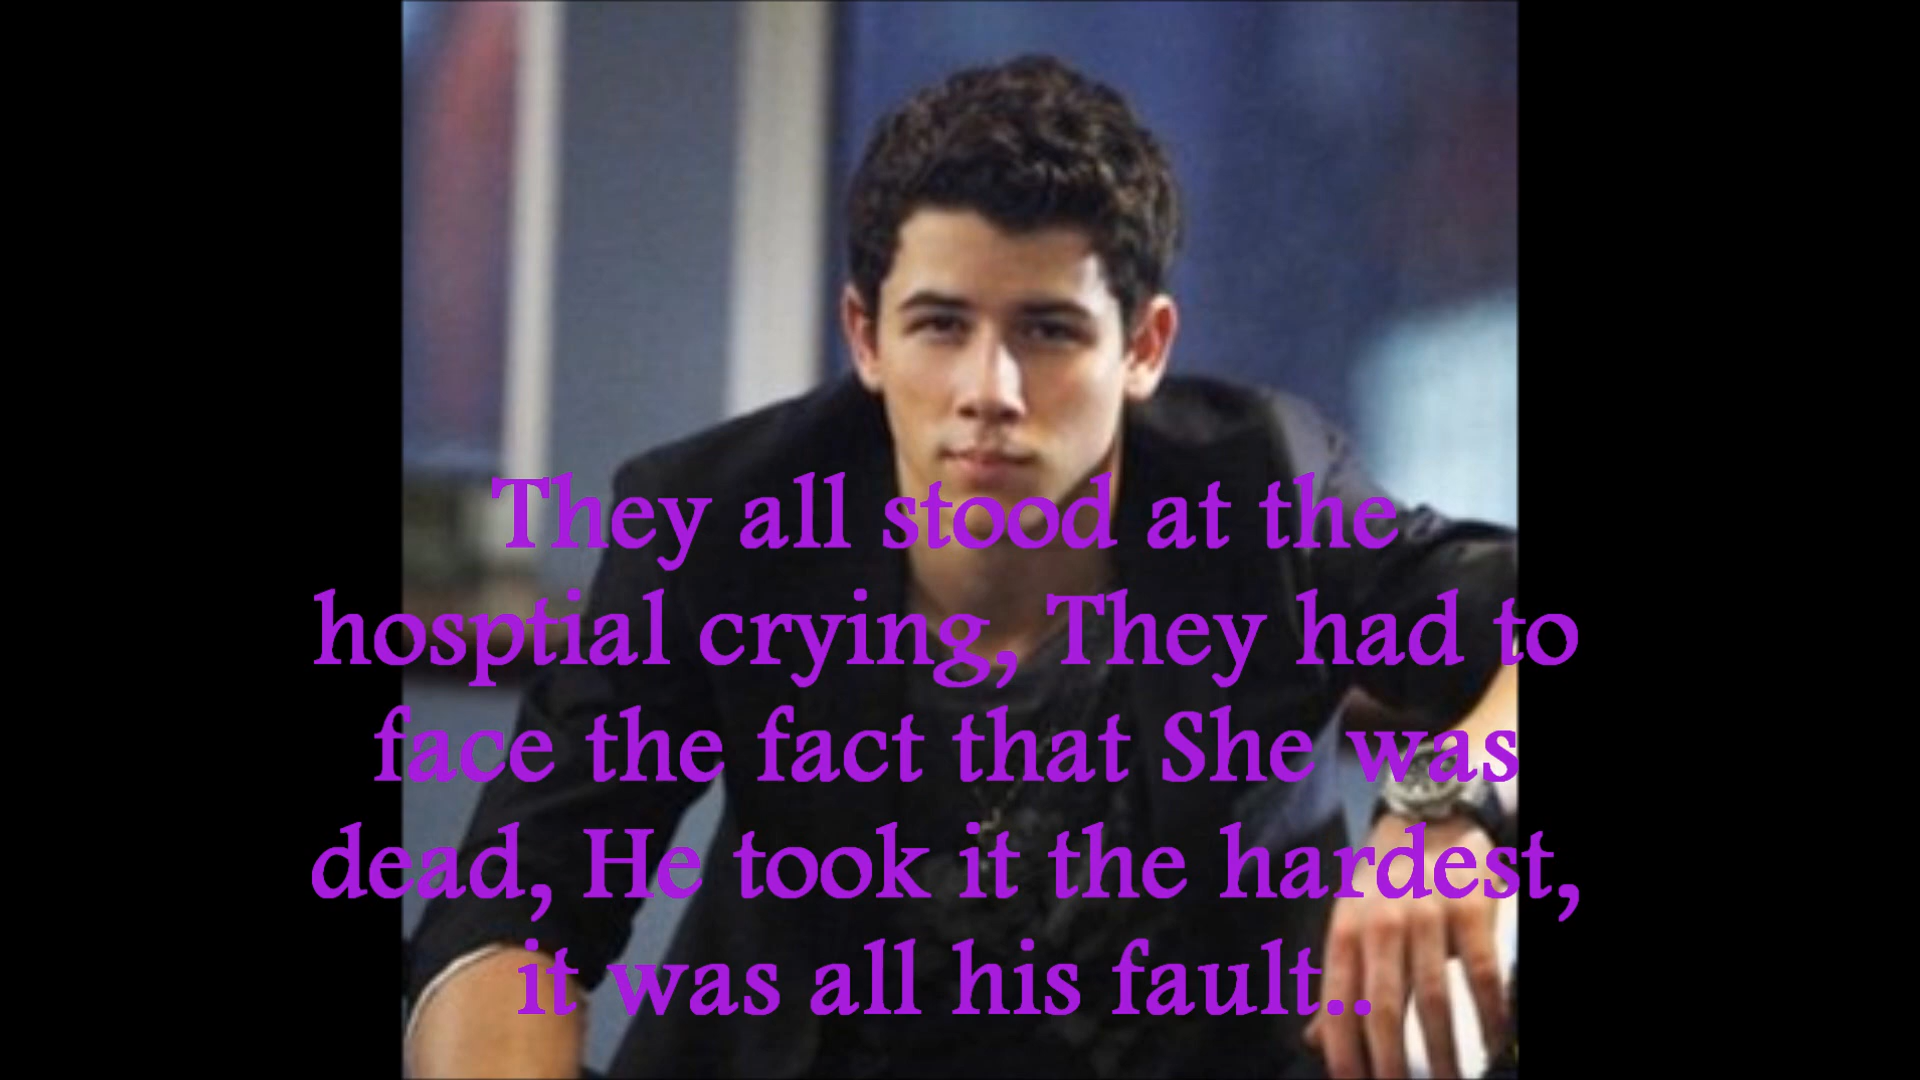 They all stood at the
hosptial crying, They had to
face the fact that She was
dead, He took it the hardest,
it was all his fault..